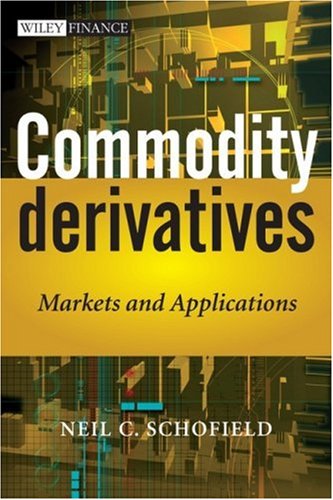 WILEY FINANCE
Commodity
derivatives
Markets and Applications
NEIL C. SCHOFIELD